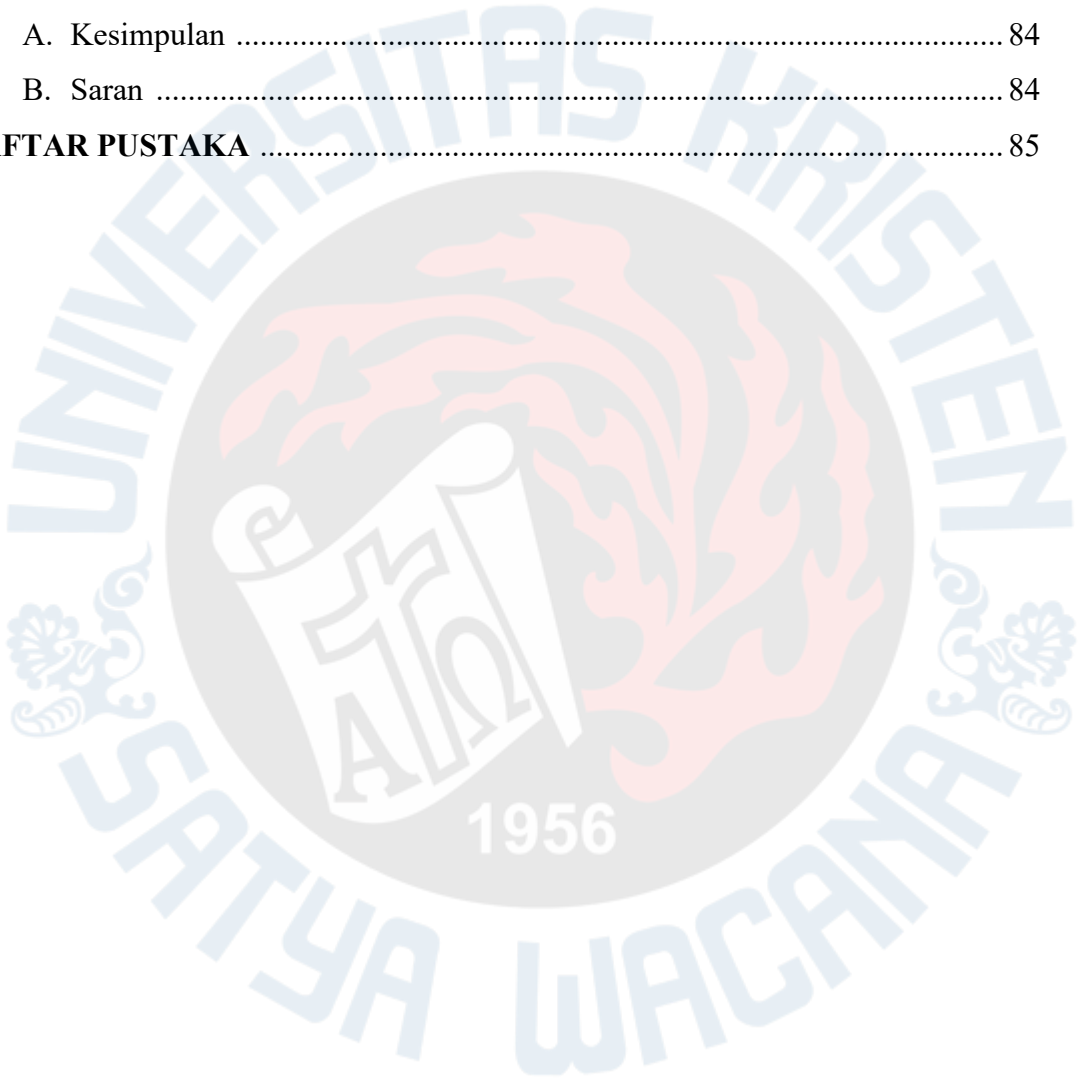 A. Kesimpulan ................................................................................. 84
B. Saran .......................................................................................... 84
FTAR PUSTAKA .............................................................................. 85
UNIVERSITAS KRISTEN
A Ω
1956
SATYA WACANA